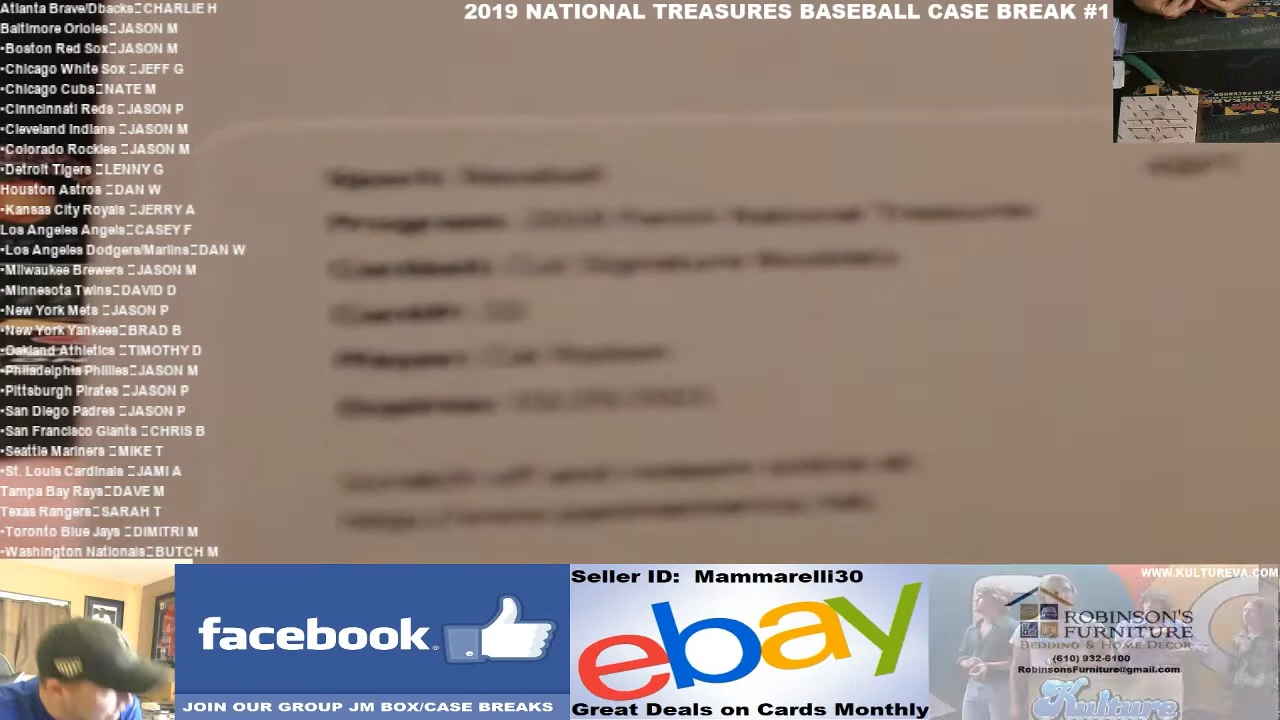 Atlanta Brave/Dbacks□CHARLIE H
Baltimore Orioles□JASON M
•Boston Red Sox□JASON M
•Chicago White Sox □JEFF G
•Chicago Cubs□NATE M
•Cinncinnati Reds □JASON P
•Cleveland Indians □JASON M
•Colorado Rockies □JASON M
•Detroit Tigers □LENNY G
Houston Astros □DAN W
•Kansas City Royals □JERRY A
Los Angeles Angels□CASEY F
•Los Angeles Dodgers/Marlins□DAN W
•Milwaukee Brewers □JASON M
•Minnesota Twins□DAVID D
•New York Mets □JASON P
•New York Yankees□BRAD B
•Oakland Athletics □TIMOTHY D
•Philadelphia Phillies□JASON M
•Pittsburgh Pirates □JASON P
•San Diego Padres □JASON P
•San Francisco Giants □CHRIS B
•Seattle Mariners □MIKE T
•St. Louis Cardinals □JAMI A
Tampa Bay Rays□DAVE M
Texas Rangers□SARAH T
•Toronto Blue Jays □DIMITRI M
•Washington Nationals□BUTCH M
2019 NATIONAL TREASURES BASEBALL CASE BREAK #1
Sport: Baseball
National Treasures
Cut Signature
facebook
JOIN OUR GROUP JM BOX/CASE BREAKS
Seller ID: Mammarelli30
ebay
Great Deals on Cards Monthly
WWW.KULTUREVA.COM
ROBINSON'S
FURNITURE
BEDDING & HOME DECOR
(610) 932-6100
RobinsonsFurniture@gmail.com
Kulture